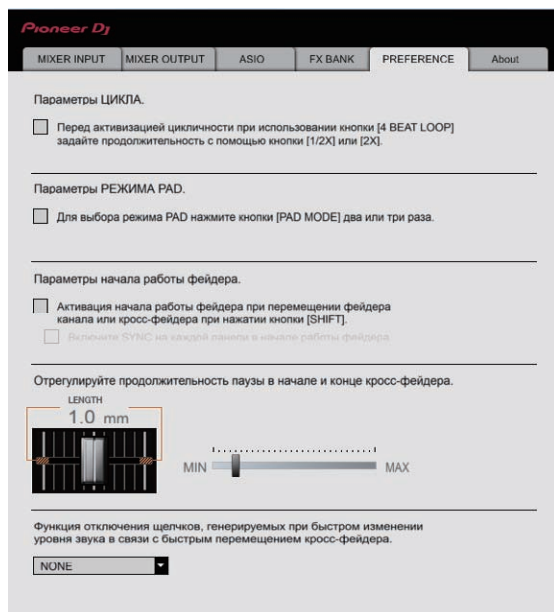 Pioneer Dj
MIXER INPUT MIXER OUTPUT ASIO FX BANK PREFERENCE About
Параметры ЦИКЛА.
Перед активизацией цикличности при использовании кнопки [4 BEAT LOOP]
задайте продолжительность с помощью кнопки [1/2X] или [2X].
Параметры РЕЖИМА PAD.
Для выбора режима PAD нажмите кнопки [PAD MODE] два или три раза.
Параметры начала работы фейдера.
Активация начала работы фейдера при перемещении фейдера
канала или кросс-фейдера при нажатии кнопки [SHIFT].
Включите SYNC на каждой панели в начале работы фейдера.
Отрегулируйте продолжительность паузы в начале и конце кросс-фейдера.
LENGTH
1.0 mm
MIN MAX
Функция отключения щелчков, генерируемых при быстром изменении
уровня звука в связи с быстрым перемещением кросс-фейдера.
NONE